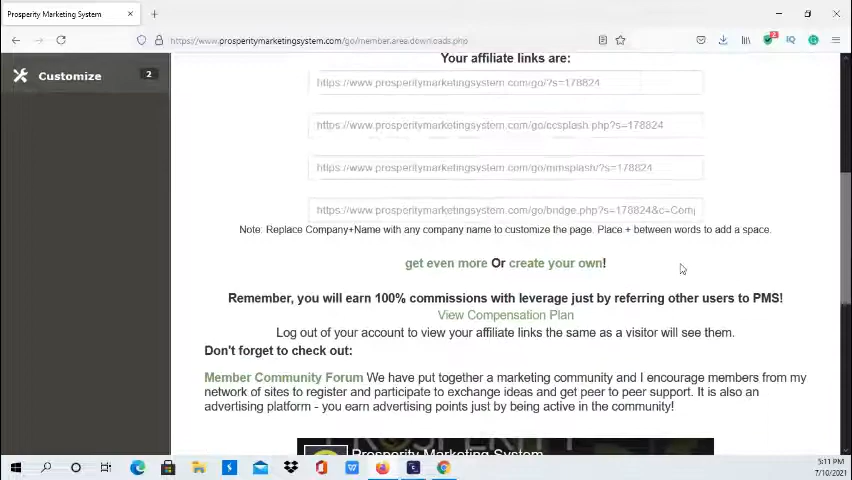 Prosperity Marketing System
https://www.prosperitymarketingsystem.com/go/member.area.downloads.php
2
Customize
2
Your affiliate links are:
https://www.prosperitymarketingsystem.com/go/?s=178824
https://www.prosperitymarketingsystem.com/go/ccsplash.php?s=178824
https://www.prosperitymarketingsystem.com/go/mmsplash/?s=178824
https://www.prosperitymarketingsystem.com/go/bridge.php?s=178824&c=Comp
Note: Replace Company+Name with any company name to customize the page. Place + between words to add a space.
get even more Or create your own!
Remember, you will earn 100% commissions with leverage just by referring other users to PMS!
View Compensation Plan
Log out of your account to view your affiliate links the same as a visitor will see them.
Don't forget to check out:
Member Community Forum We have put together a marketing community and I encourage members from my
network of sites to register and participate to exchange ideas and get peer to peer support. It is also an
advertising platform - you earn advertising points just by being active in the community!
PROSPERITY
Prosperity Marketing System
5:11 PM
7/10/2021